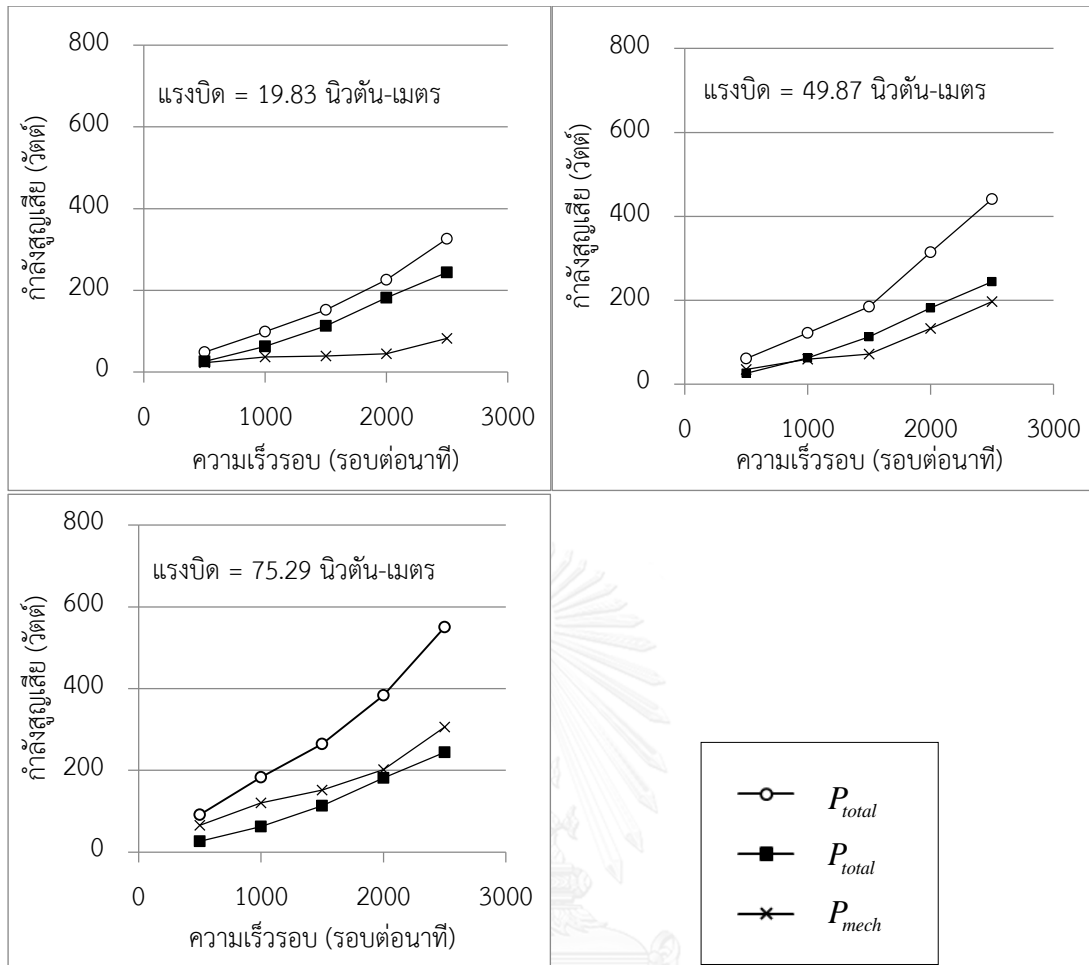 800
600
400
200
0
แรงบิด = 19.83 นิวตัน-เมตร
กำลังสูญเสีย (วัตต์)
0 1000 2000 3000
ความเร็วรอบ (รอบต่อนาที)
800
600
400
200
0
แรงบิด = 49.87 นิวตัน-เมตร
กำลังสูญเสีย (วัตต์)
0 1000 2000 3000
ความเร็วรอบ (รอบต่อนาที)
800
600
400
200
0
แรงบิด = 75.29 นิวตัน-เมตร
กำลังสูญเสีย (วัตต์)
0 1000 2000 3000
ความเร็วรอบ (รอบต่อนาที)
P_total
P_total
P_mech